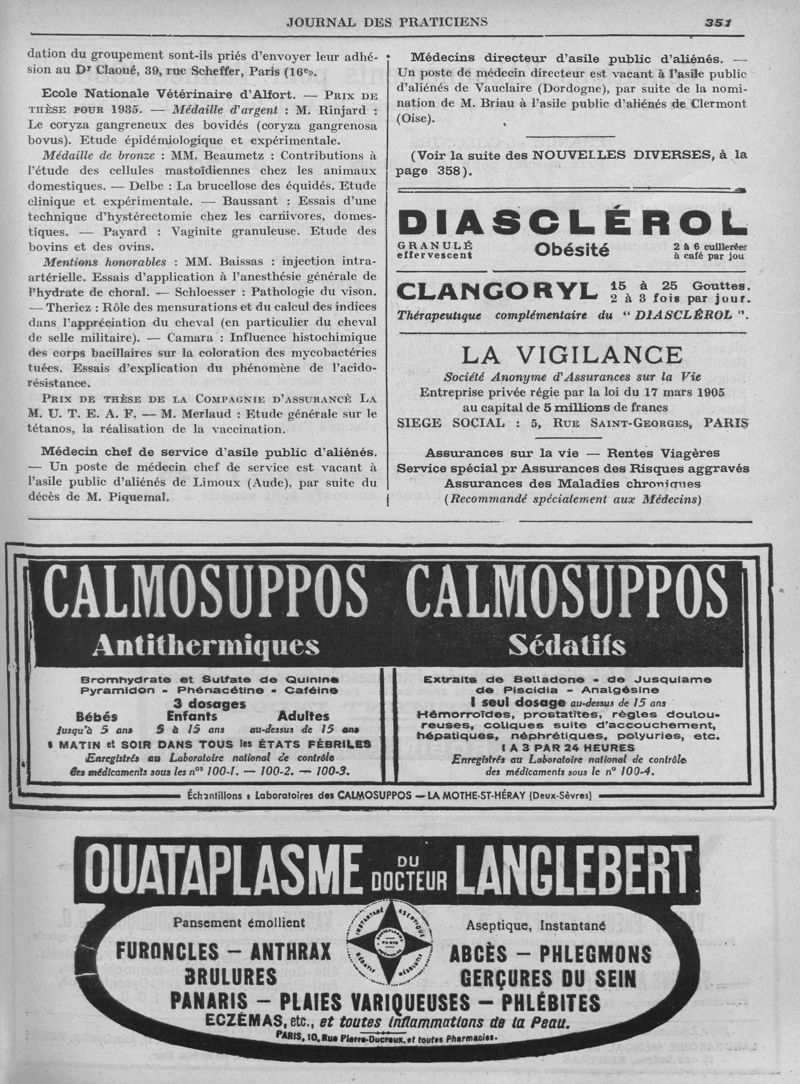 JOURNAL DES PRATICIENS 351
dation du groupement sont-ils priés d'envoyer leur adhé-
sion au Dr Claoué, 39, rue Scheffer, Paris (16e».
Ecole Nationale Vétérinaire d'Alfort. — PRIX DE
THÈSE POUR 1935. — Médaille d'argent : M. Rinjard :
Le coryza gangreneux des bovidés (coryza gangrenosa
bovus). Etude épidémiologique et expérimentale.
Médaille de bronze : MM. Beaumetz : Contributions à
l'étude des cellules mastoïdiennes chez les animaux
domestiques. — Delbe : La brucellose des équidés. Etude
clinique et expérimentale. — Baussant : Essais d'une
technique d'hystérectomie chez les carnivores, domes-
tiques. — Payard : Vaginite granuleuse. Etude des
bovins et des ovins.
Mentions honorables : MM. Baissas : injection intra-
artérielle. Essais d'application à l'anesthésie générale de
l'hydrate de choral. — Schloesser : Pathologie du vison.
— Theriez : Rôle des mensurations et du calcul des indices
dans l'appréciation du cheval (en particulier du cheval
de selle militaire). — Camara : Influence histochimique
des corps bacillaires sur la coloration des mycobactéries
tuées. Essais d'explication du phénomène de l'acido-
résistance.
PRIX DE THÈSE DE LA COMPAGNIE D'ASSURANCE LA
M. U. T. E. A. F. — M. Merlaud : Etude générale sur le
tétanos, la réalisation de la vaccination.
Médecin chef de service d'asile public d'aliénés.
— Un poste de médecin chef de service est vacant à
l'asile public d'aliénés de Limoux (Aude), par suite du
décès de M. Piquemal.
Médecins directeur d'asile public d'aliénés. —
Un poste de médecin directeur est vacant à l'asile public
d'aliénés de Vauclaire (Dordogne), par suite de la nomi-
nation de M. Briau à l'asile public d'aliénés de Clermont
(Oise).
(Voir la suite des NOUVELLES DIVERSES, à la
page 358).
DIASCLÉROL
GRANULÉ
effervescent
Obésité
2 à 6 cuillerées
à café par jou
CLANGORYL
15 à 25 Gouttes.
2 à 3 fois par jour.
Thérapeutique complémentaire du “ DIASCLÉROL ”.
LA VIGILANCE
Société Anonyme d'Assurances sur la Vie
Entreprise privée régie par la loi du 17 mars 1905
au capital de 5 millions de francs
SIEGE SOCIAL : 5, RUE SAINT-GEORGES, PARIS
Assurances sur la vie — Rentes Viagères
Service spécial pr Assurances des Risques aggravés
Assurances des Maladies chroniques
(Recommandé spécialement aux Médecins)
CALMOSUPPOS
Antithermiques
Bromhydrate et Sulfate de Quinine
Pyramidon - Phénacétine - Caféine
3 dosages
Bébés Enfants Adultes
jusqu'à 5 ans 5 à 15 ans au-dessus de 15 ans
1 MATIN et SOIR DANS TOUS les ÉTATS FÉBRILES
Enregistrés au Laboratoire national de contrôle
des médicaments sous les nos 100-1. — 100-2. — 100-3.
CALMOSUPPOS
Sédatifs
Extraits de Belladone - de Jusquiame
de Piscidia - Analgésine
1 seul dosage au-dessus de 15 ans
Hémorroïdes, prostatites, règles doulou-
reuses, coliques suite d'accouchement,
hépatiques, néphrétiques, polyuries, etc.
1 A 3 PAR 24 HEURES
Enregistrés au Laboratoire national de contrôle
des médicaments sous le n° 100-4.
Échantillons : Laboratoires des CALMOSUPPOS — LA MOTHE-ST-HÉRAY (Deux-Sèvres)
OUATAPLASME DU DOCTEUR LANGLEBERT
Pansement émollient
INSTANTANÉ
ASEPTIQUE
OUATAPLASME
PARIS
SÉDATIF
RÉSOLUTIF
Aseptique, Instantané
FURONCLES — ANTHRAX
BRULURES
ABCÈS — PHLEGMONS
GERÇURES DU SEIN
PANARIS — PLAIES VARIQUEUSES — PHLÉBITES
ECZÉMAS, etc., et toutes inflammations de la Peau.
PARIS, 10, Rue Pierre-Ducreux, et toutes Pharmacies.